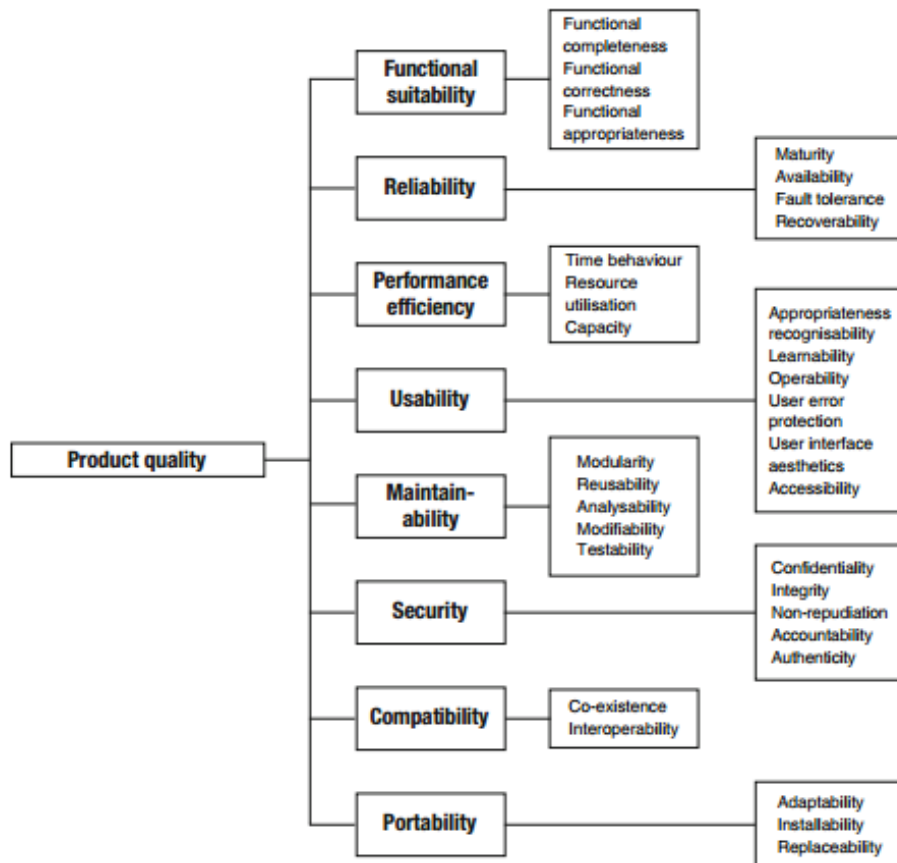 Product quality
Functional
suitability
Functional
completeness
Functional
correctness
Functional
appropriateness
Reliability
Maturity
Availability
Fault tolerance
Recoverability
Performance
efficiency
Time behaviour
Resource
utilisation
Capacity
Usability
Appropriateness
recognisability
Learnability
Operability
User error
protection
User interface
aesthetics
Accessibility
Maintain-
ability
Modularity
Reusability
Analysability
Modifiability
Testability
Security
Confidentiality
Integrity
Non-repudiation
Accountability
Authenticity
Compatibility
Co-existence
Interoperability
Portability
Adaptability
Installability
Replaceability